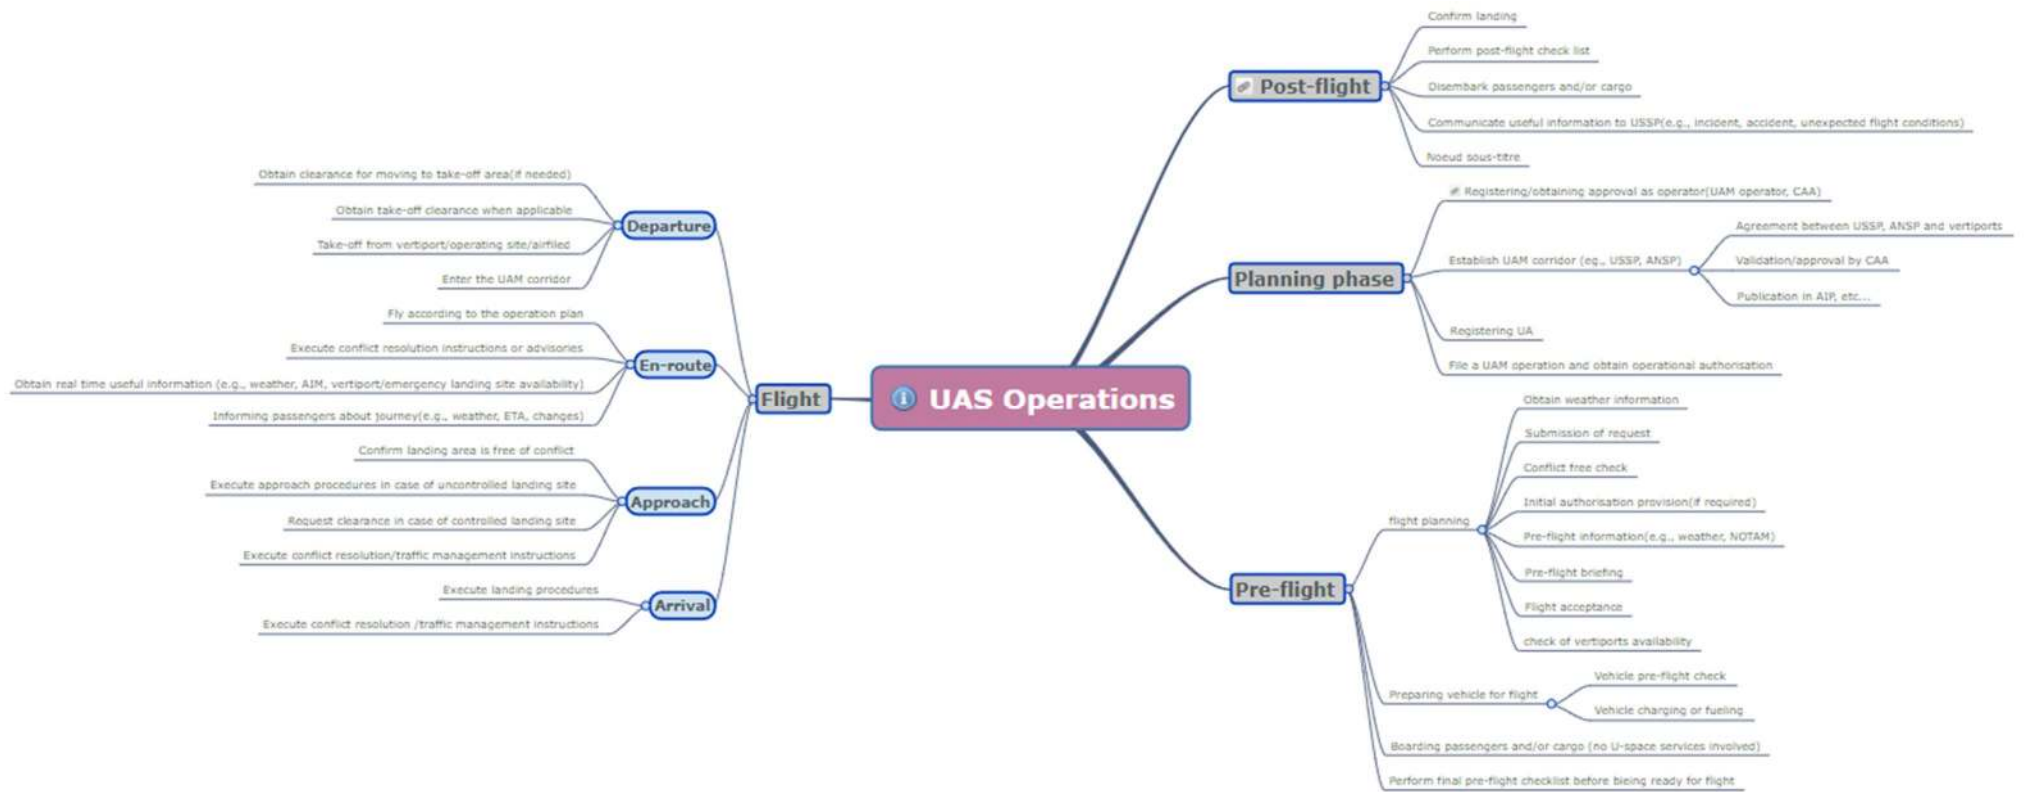 UAS Operations
Post-flight
Confirm landing
Perform post-flight check list
Disembark passengers and/or cargo
Communicate useful information to USSP(e.g., incident, accident, unexpected flight conditions)
Noeud sous-titre
Planning phase
Registering/obtaining approval as operator(UAM operator, CAA)
Establish UAM corridor (eg., USSP, ANSP)
Agreement between USSP, ANSP and vertiports
Validation/approval by CAA
Publication in AIP, etc...
Registering UA
File a UAM operation and obtain operational authorisation
Pre-flight
flight planning
Obtain weather information
Submission of request
Conflict free check
Initial authorisation provision(if required)
Pre-flight information(e.g., weather, NOTAM)
Pre-flight briefing
Flight acceptance
check of vertiports availability
Preparing vehicle for flight
Vehicle pre-flight check
Vehicle charging or fueling
Boarding passengers and/or cargo (no U-space services involved)
Perform final pre-flight checklist before bieing ready for flight
Flight
Departure
Obtain clearance for moving to take-off area(if needed)
Obtain take-off clearance when applicable
Take-off from vertiport/operating site/airfiled
Enter the UAM corridor
En-route
Fly according to the operation plan
Execute conflict resolution instructions or advisories
Obtain real time useful information (e.g., weather, AIM, vertiport/emergency landing site availability)
Informing passengers about journey(e.g., weather, ETA, changes)
Approach
Confirm landing area is free of conflict
Execute approach procedures in case of uncontrolled landing site
Request clearance in case of controlled landing site
Execute conflict resolution/traffic management instructions
Arrival
Execute landing procedures
Execute conflict resolution /traffic management instructions